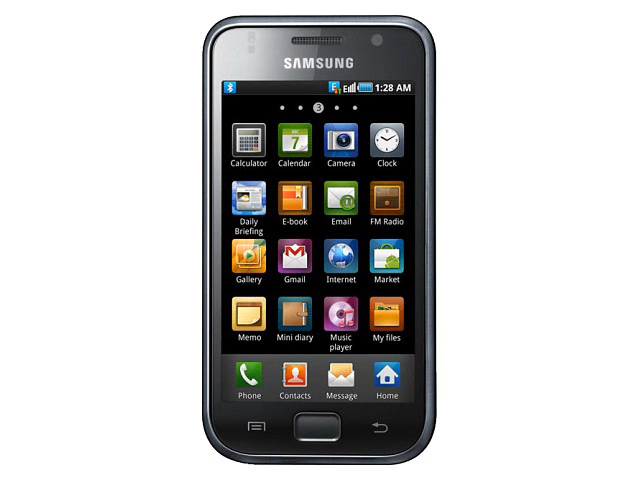 SAMSUNG
E 1:28 AM
3
7
Calculator Calendar Camera Clock
Daily Briefing E-book Email FM Radio
Gallery Gmail Internet Market
Memo Mini diary Music player My files
Phone Contacts Message Home